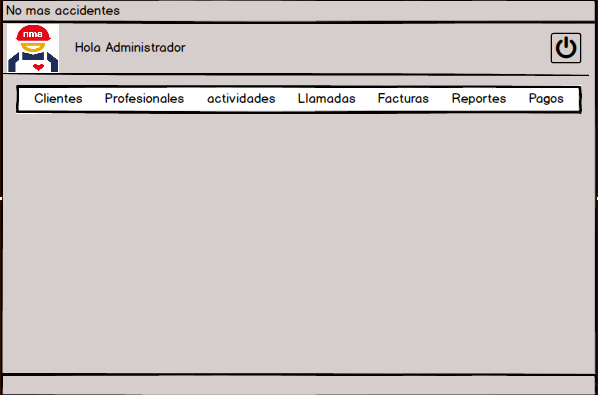 No mas accidentes
nma
Hola Administrador
Clientes Profesionales actividades Llamadas Facturas Reportes Pagos